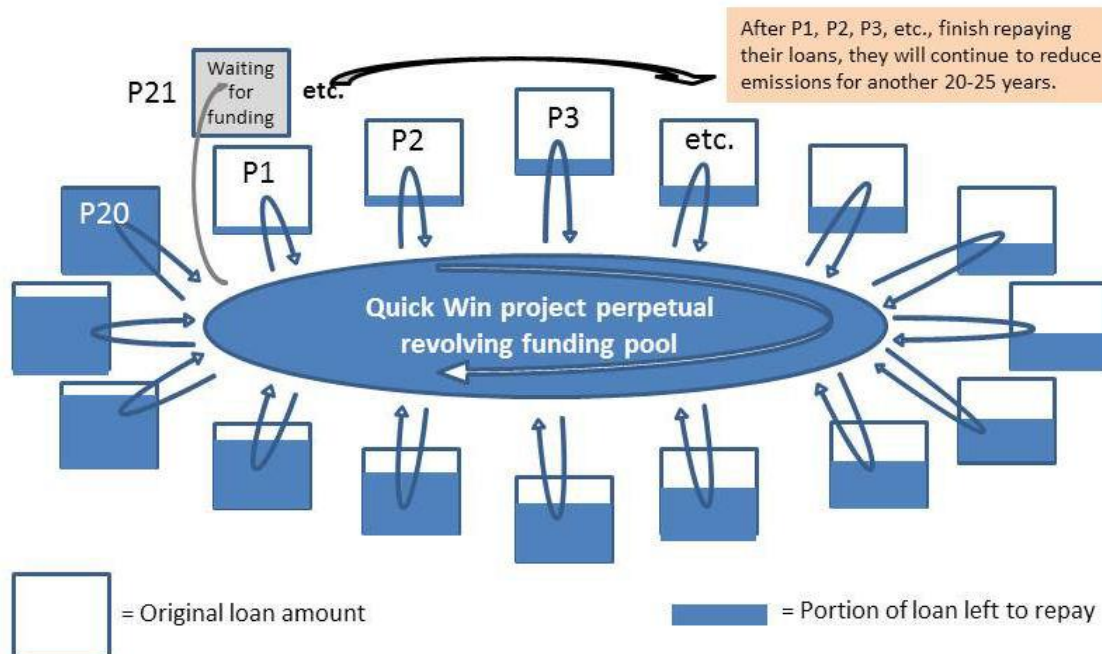 After P1, P2, P3, etc., finish repaying
their loans, they will continue to reduce
emissions for another 20-25 years.
P21
Waiting
for
funding
etc.
P1
P2
P3
etc.
P20
Quick Win project perpetual
revolving funding pool
= Original loan amount
= Portion of loan left to repay